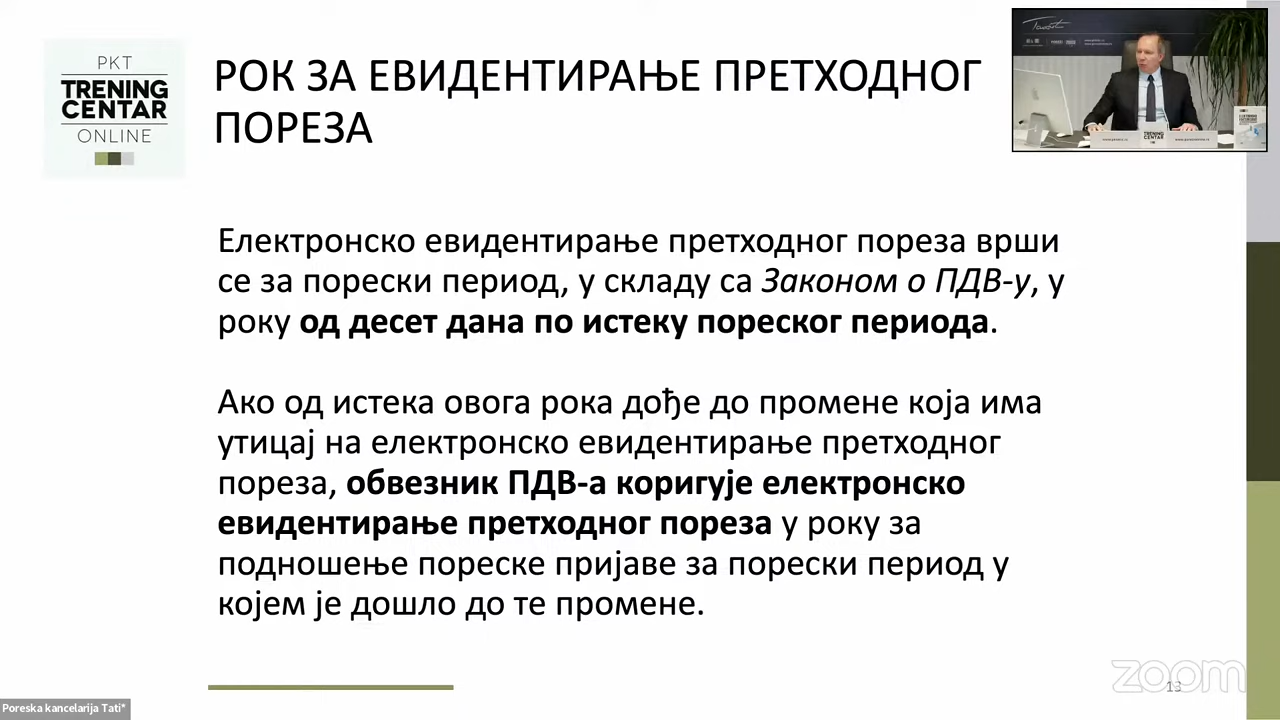 PKT
TRENING
CENTAR
ONLINE
РОК ЗА ЕВИДЕНТИРАЊЕ ПРЕТХОДНОГ
ПОРЕЗА
Електронско евидентирање претходног пореза врши
се за порески период, у складу са Законом о ПДВ-у, у
року од десет дана по истеку пореског периода.
Ако од истека овога рока дође до промене која има
утицај на електронско евидентирање претходног
пореза, обвезник ПДВ-а коригује електронско
евидентирање претходног пореза у року за
подношење пореске пријаве за порески период у
којем је дошло до те промене.
TRENING
CENTAR
zoom
13
Poreska kancelarija Tati*